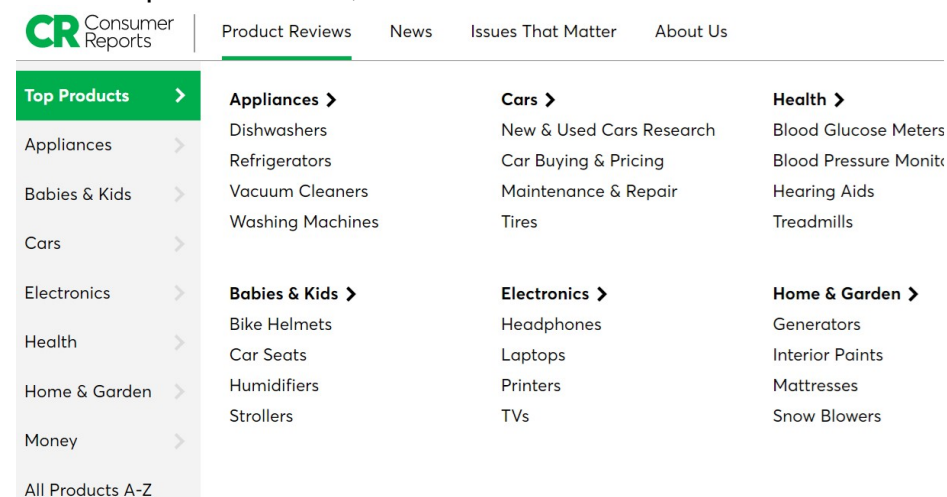 CR Consumer Reports
Product Reviews News Issues That Matter About Us
Top Products
Appliances
Babies & Kids
Cars
Electronics
Health
Home & Garden
Money
All Products A-Z
Appliances
Dishwashers
Refrigerators
Vacuum Cleaners
Washing Machines
Cars
New & Used Cars Research
Car Buying & Pricing
Maintenance & Repair
Tires
Health
Blood Glucose Meters
Blood Pressure
Hearing Aids
Treadmills
Babies & Kids
Bike Helmets
Car Seats
Humidifiers
Strollers
Electronics
Headphones
Laptops
Printers
TVs
Home & Garden
Generators
Interior Paints
Mattresses
Snow Blowers